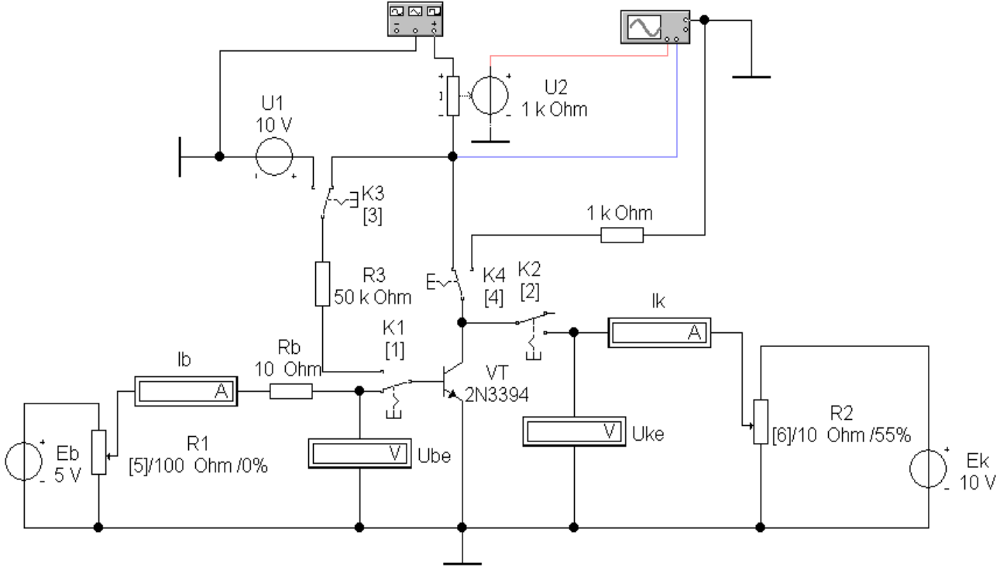 U1
10 V
U2
1 k Ohm
K3
[3]
1 k Ohm
R3
50 k Ohm
K4
[4]
K2
[2]
Ik
A
K1
[1]
Rb
10 Ohm
Ib
A
VT
2N3394
R2
[6]/10 Ohm /55%
V
Uke
Eb
5 V
R1
[5]/100 Ohm /0%
V
Ube
Ek
10 V